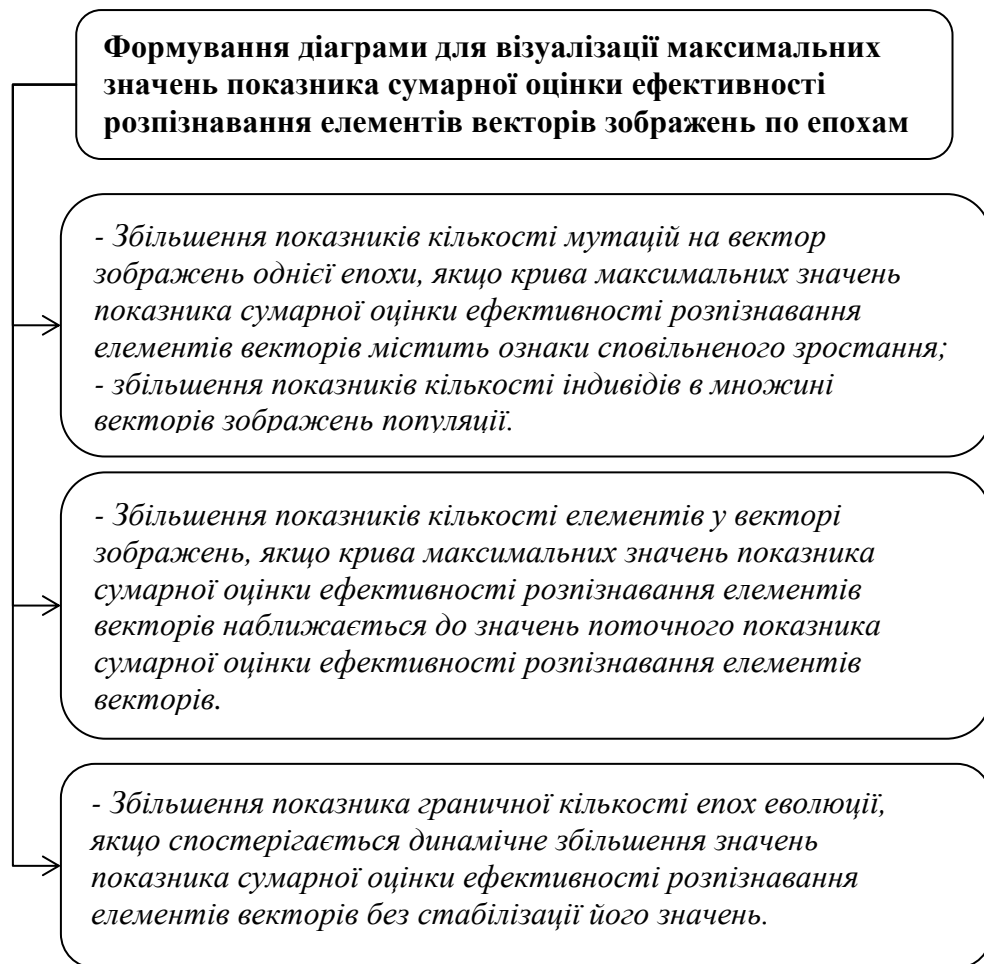 Формування діаграми для візуалізації максимальних
значень показника сумарної оцінки ефективності
розпізнавання елементів векторів зображень по епохам
- Збільшення показників кількості мутацій на вектор
зображень однієї епохи, якщо крива максимальних значень
показника сумарної оцінки ефективності розпізнавання
елементів векторів містить ознаки сповільненого зростання;
- збільшення показників кількості індивідів в множині
векторів зображень популяції.
- Збільшення показників кількості елементів у векторі
зображень, якщо крива максимальних значень показника
сумарної оцінки ефективності розпізнавання елементів
векторів наближається до значень поточного показника
сумарної оцінки ефективності розпізнавання елементів
векторів.
- Збільшення показника граничної кількості епох еволюції,
якщо спостерігається динамічне збільшення значень
показника сумарної оцінки ефективності розпізнавання
елементів векторів без стабілізації його значень.